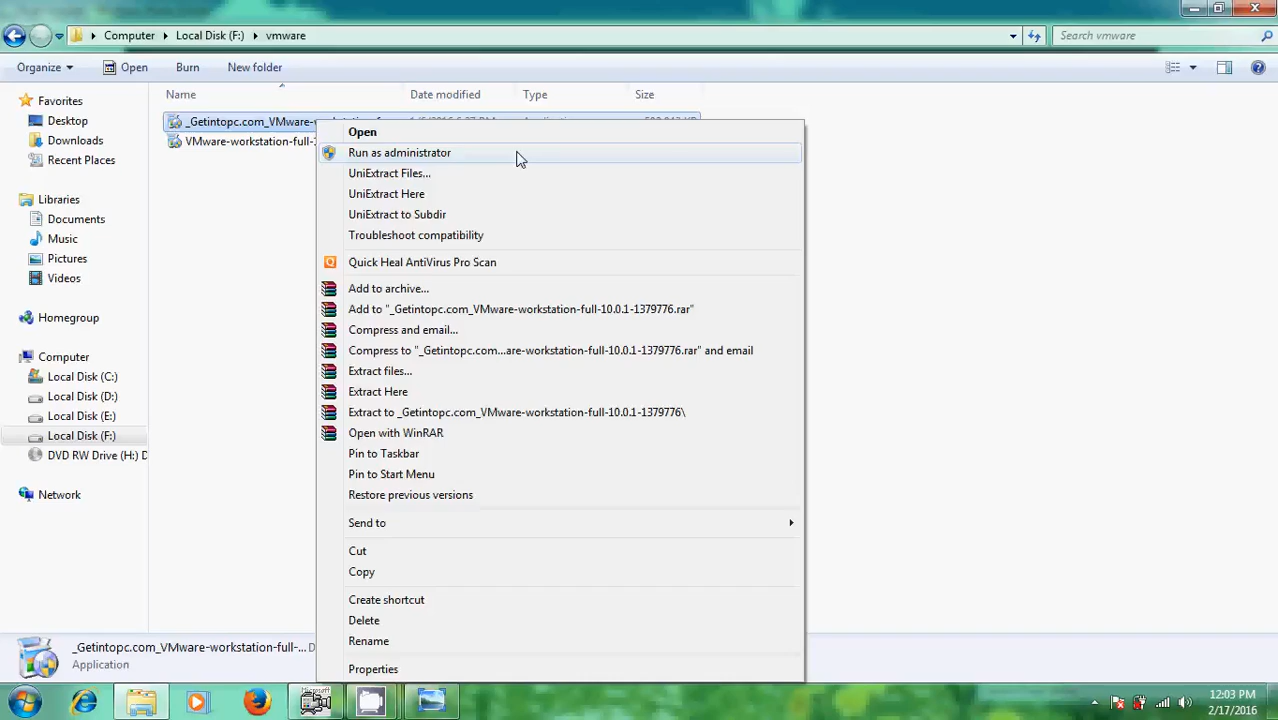 Computer Local Disk (F:) vmware Search vmware
Organize Open Burn New folder
Name Date modified Type Size
Favorites
Desktop
Downloads
Recent Places
Libraries
Documents
Music
Pictures
Videos
Homegroup
Computer
Local Disk (C:)
Local Disk (D:)
Local Disk (E:)
Local Disk (F:)
DVD RW Drive (H:) D
Network
_Getintopc.com_VMware-w
VMware-workstation-full-
Open
Run as administrator
UniExtract Files...
UniExtract Here
UniExtract to Subdir
Troubleshoot compatibility
Quick Heal AntiVirus Pro Scan
Add to archive...
Add to "_Getintopc.com_VMware-workstation-full-10.0.1-1379776.rar"
Compress and email...
Compress to "_Getintopc.com...are-workstation-full-10.0.1-1379776.rar" and email
Extract files...
Extract Here
Extract to _Getintopc.com_VMware-workstation-full-10.0.1-1379776\
Open with WinRAR
Pin to Taskbar
Pin to Start Menu
Restore previous versions
Send to
Cut
Copy
Create shortcut
Delete
Rename
Properties
_Getintopc.com_VMware-workstation-full-... D
Application
Microsoft
12:03 PM
2/17/2016